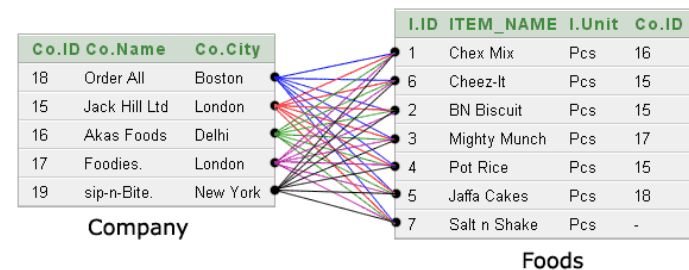 Co.ID Co.Name Co.City
18 Order All Boston
15 Jack Hill Ltd London
16 Akas Foods Delhi
17 Foodies. London
19 sip-n-Bite. New York
Company
I.ID ITEM_NAME I.Unit Co.ID
1 Chex Mix Pcs 16
6 Cheez-It Pcs 15
2 BN Biscuit Pcs 15
3 Mighty Munch Pcs 17
4 Pot Rice Pcs 15
5 Jaffa Cakes Pcs 18
7 Salt n Shake Pcs -
Foods